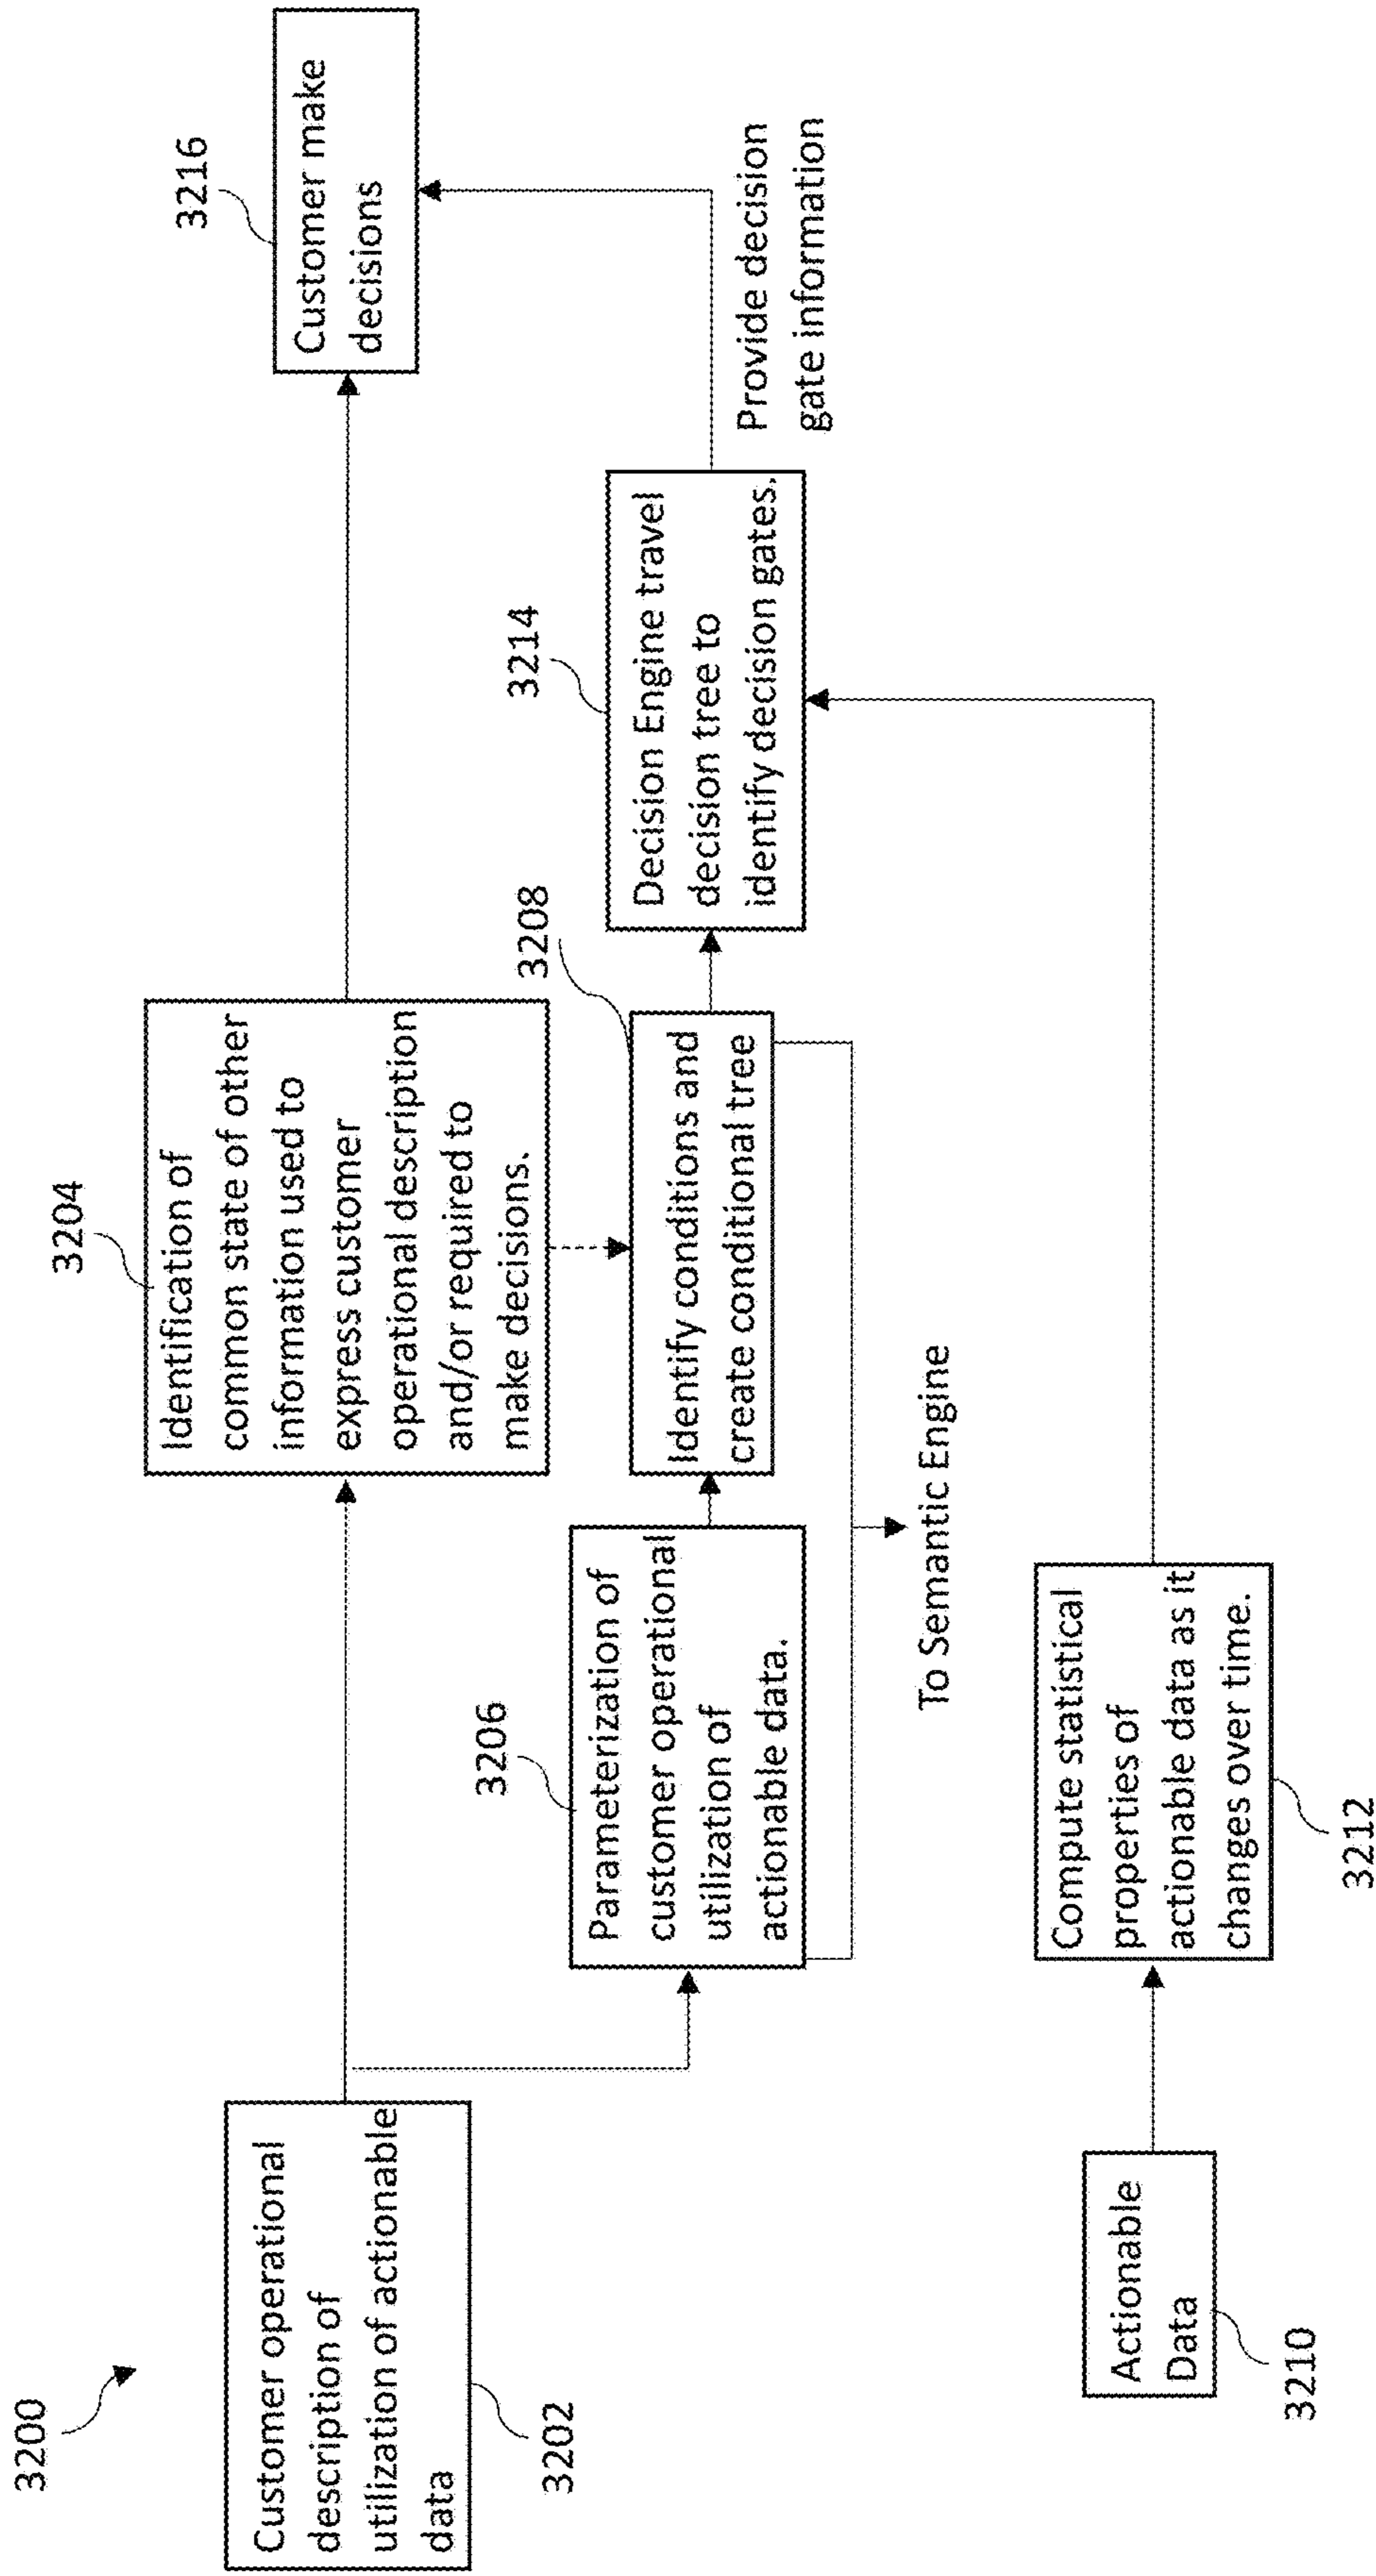 3200
Customer operational
description of
utilization of actionable
data
3202
3204
Identification of
common state of other
information used to
express customer
operational description
and/or required to
make decisions.
3216
Customer make
decisions
3206
Parameterization of
customer operational
utilization of
actionable data.
3208
Identify conditions and
create conditional tree
3214
Decision Engine travel
decision tree to
identify decision gates.
Provide decision
gate information
To Semantic Engine
Actionable
Data
3210
Compute statistical
properties of
actionable data as it
changes over time.
3212